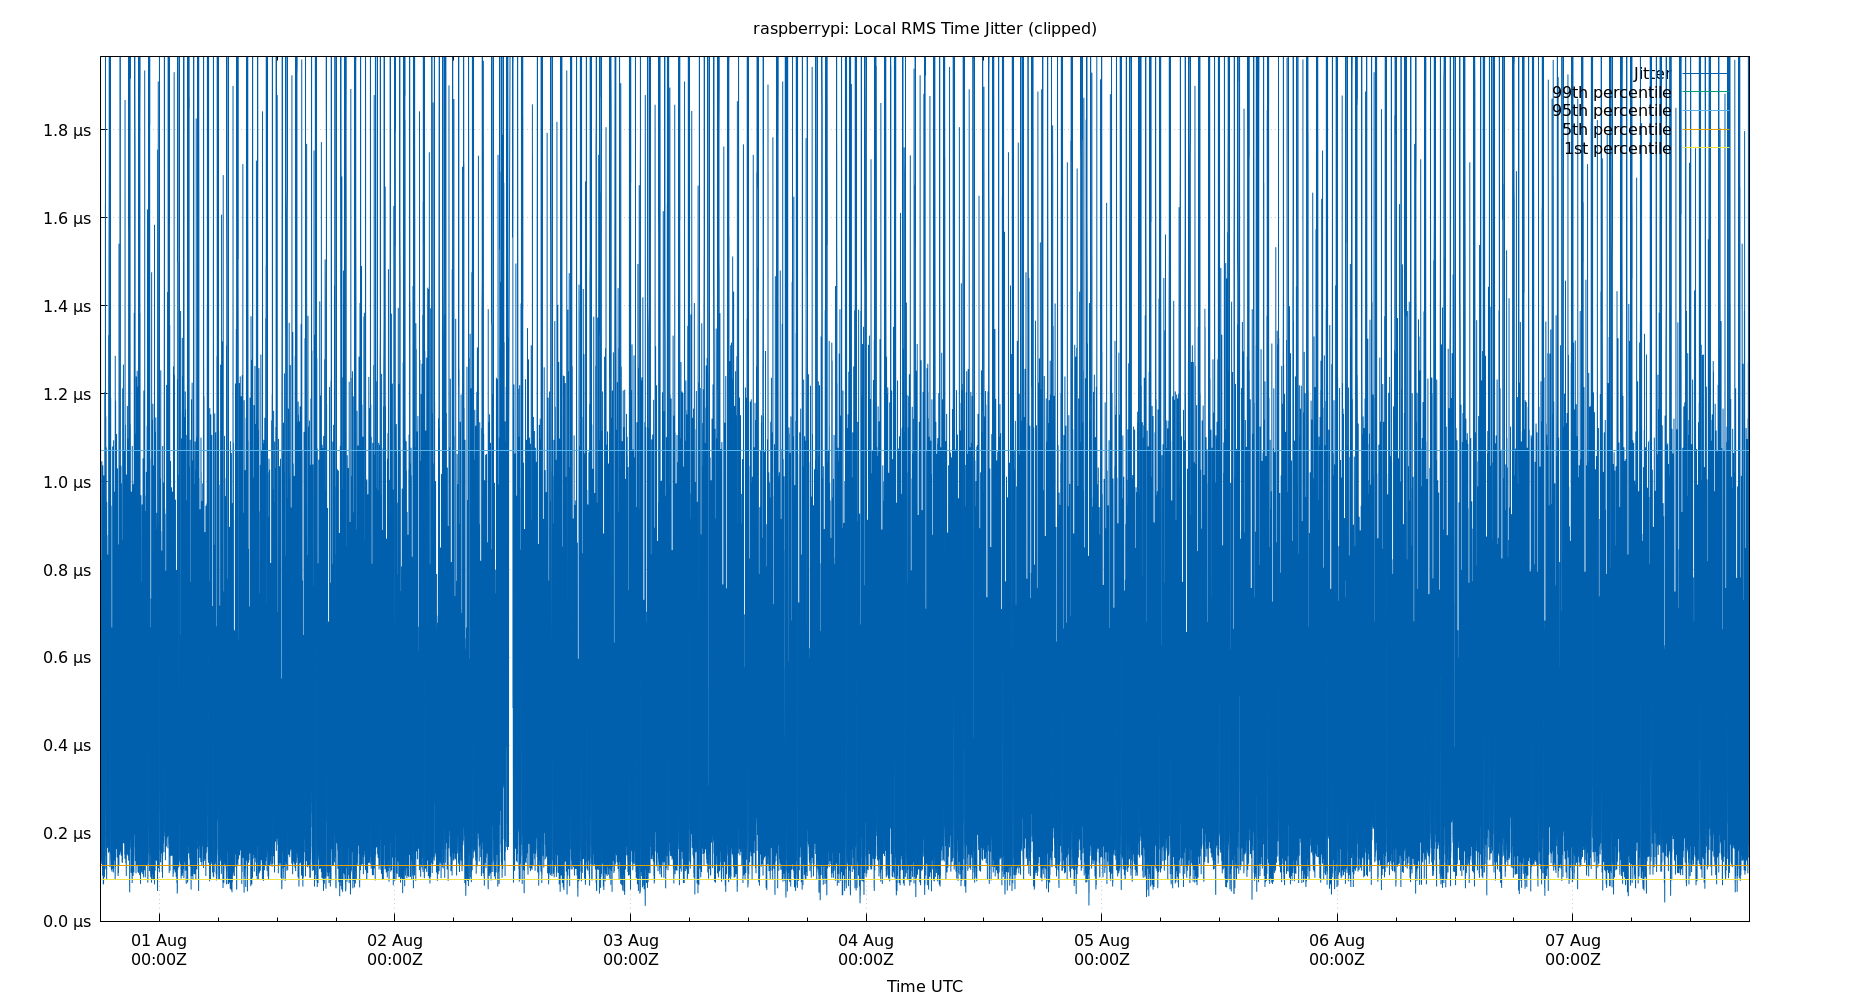 raspberrypi: Local RMS Time Jitter (clipped)
Jitter
99th percentile
95th percentile
5th percentile
1st percentile
1.8 µs
1.6 µs
1.4 µs
1.2 µs
1.0 µs
0.8 µs
0.6 µs
0.4 µs
0.2 µs
0.0 µs
01 Aug 02 Aug 03 Aug 04 Aug 05 Aug 06 Aug 07 Aug
00:00Z 00:00Z 00:00Z 00:00Z 00:00Z 00:00Z 00:00Z
Time UTC